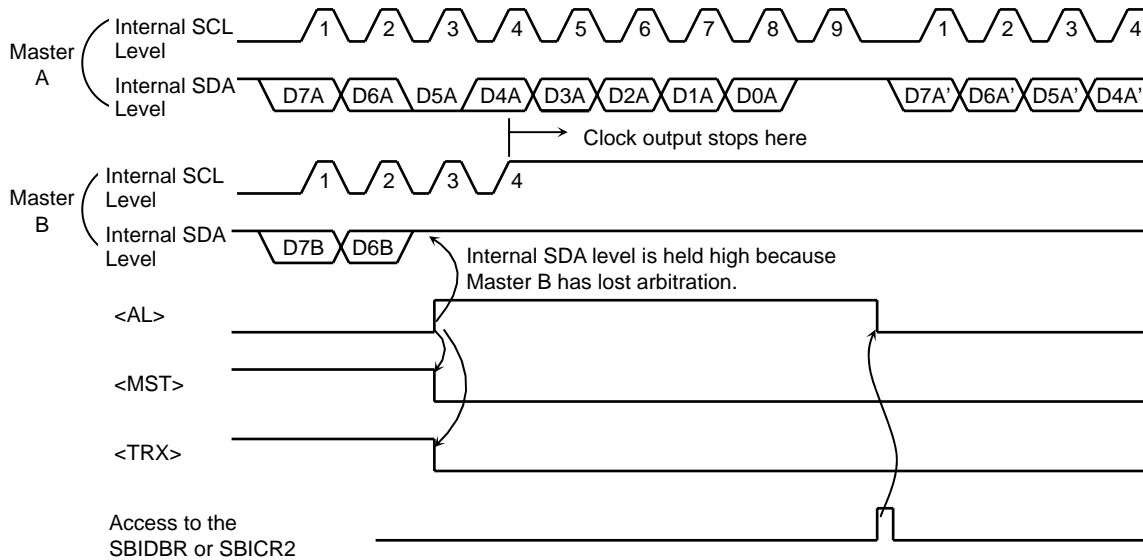 Master A
Internal SCL Level
1 2 3 4 5 6 7 8 9 1 2 3 4
Internal SDA Level
D7A D6A D5A D4A D3A D2A D1A D0A D7A’ D6A’ D5A’ D4A’
Clock output stops here
Master B
Internal SCL Level
1 2 3 4
Internal SDA Level
D7B D6B
Internal SDA level is held high because
Master B has lost arbitration.
<AL>
<MST>
<TRX>
Access to the
SBIDBR or SBICR2